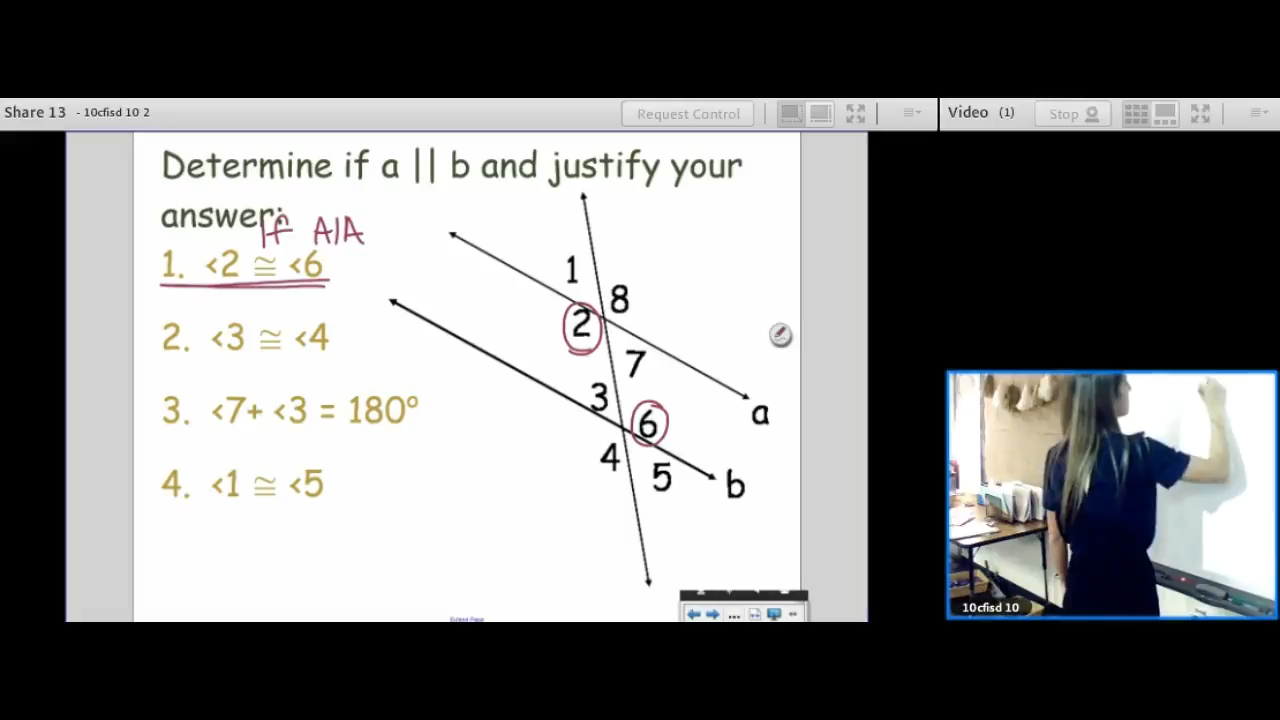 Share 13 - 10cfisd 10 2
Request Control
Video (1)
Stop
Determine if a || b and justify your
answer:
If AIA
1. <2 ≅ <6
2. <3 ≅ <4
3. <7+ <3 = 180°
4. <1 ≅ <5
1
8
2
7
3
6
a
4
5
b
Extend Page
10cfisd 10